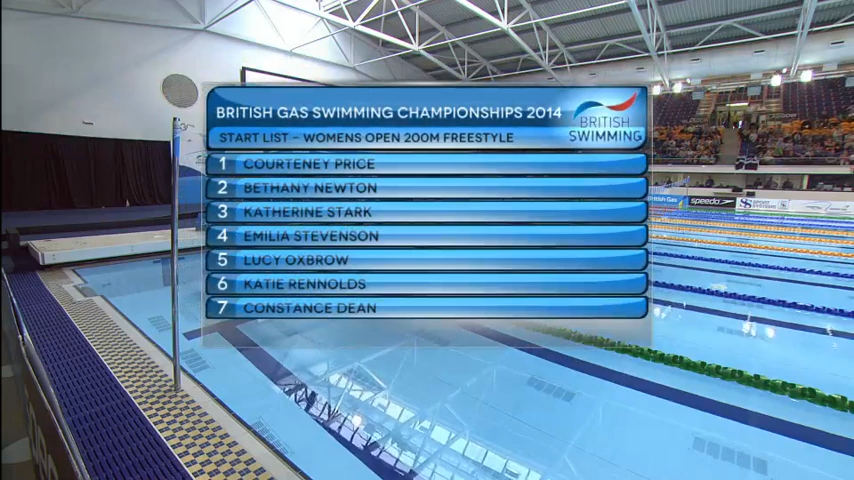 BRITISH GAS SWIMMING CHAMPIONSHIPS 2014
BRITISH
SWIMMING
START LIST - WOMENS OPEN 200M FREESTYLE
1 COURTENEY PRICE
2 BETHANY NEWTON
3 KATHERINE STARK
4 EMILIA STEVENSON
5 LUCY OXBROW
6 KATIE RENNOLDS
7 CONSTANCE DEAN
British Gas
speedo